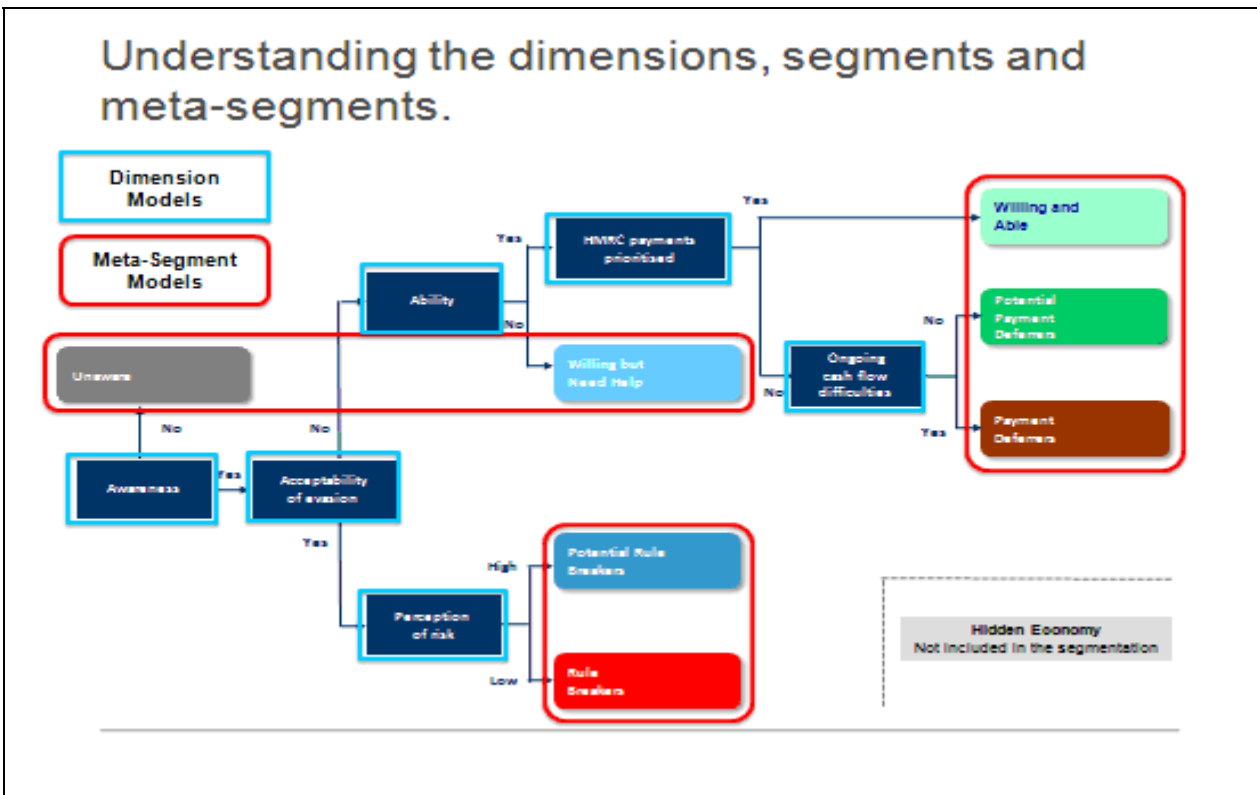 Understanding the dimensions, segments and
meta-segments.
Dimension
Models
Meta-Segment
Models
Yes
Willing and
Able
Yes
HMRC payments
prioritised
Ability
No
Potential
Payment
Deferrers
No
Unaware
Willing but
Need Help
Ongoing
cash flow
difficulties
No
Yes
Payment
Deferrers
No
No
Awareness
Yes
Acceptability
of evasion
Yes
High
Potential Rule
Breakers
Perception
of risk
Low
Rule
Breakers
Hidden Economy
Not included in the segmentation